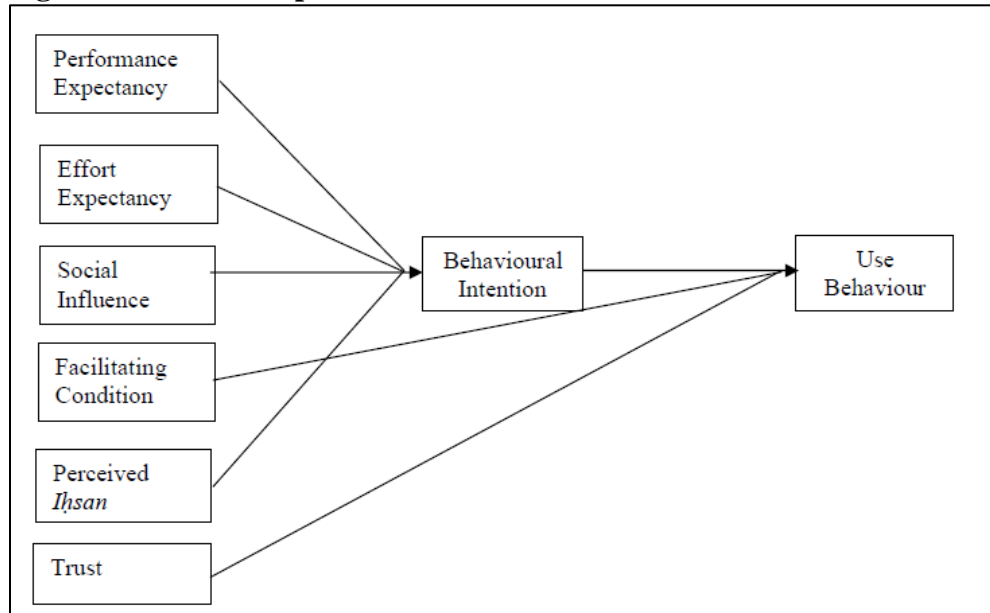 Performance
Expectancy
Effort
Expectancy
Social
Influence
Facilitating
Condition
Perceived
Iḥsan
Trust
Behavioural
Intention
Use
Behaviour